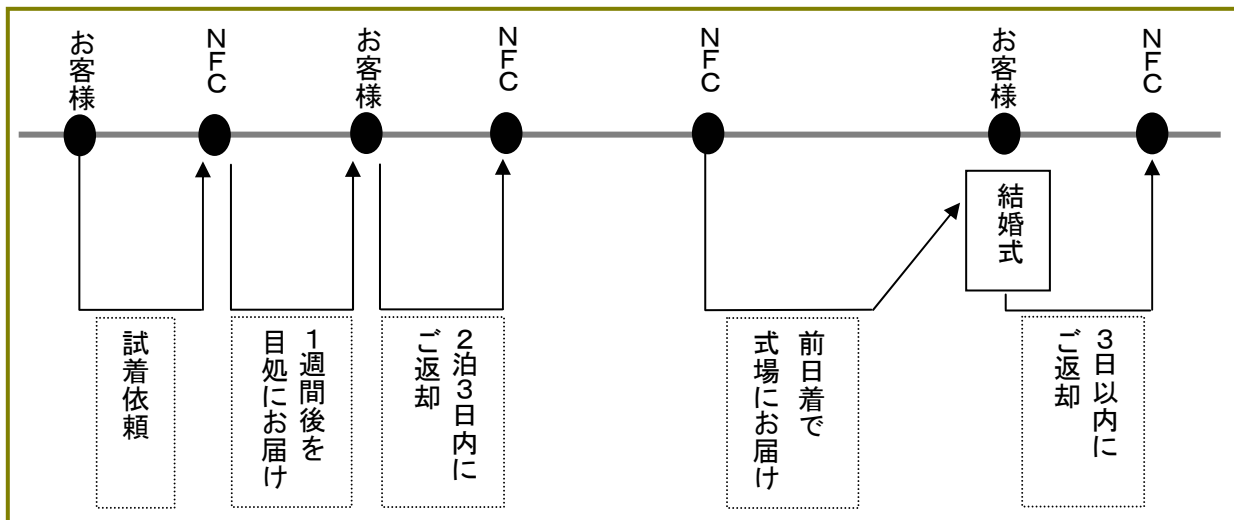 お客様
NFC
お客様
NFC
NFC
お客様
NFC
結婚式
試着依頼
1週間後を
目処にお届け
2泊3日内に
ご返却
前日着で
式場にお届け
3日以内に
ご返却